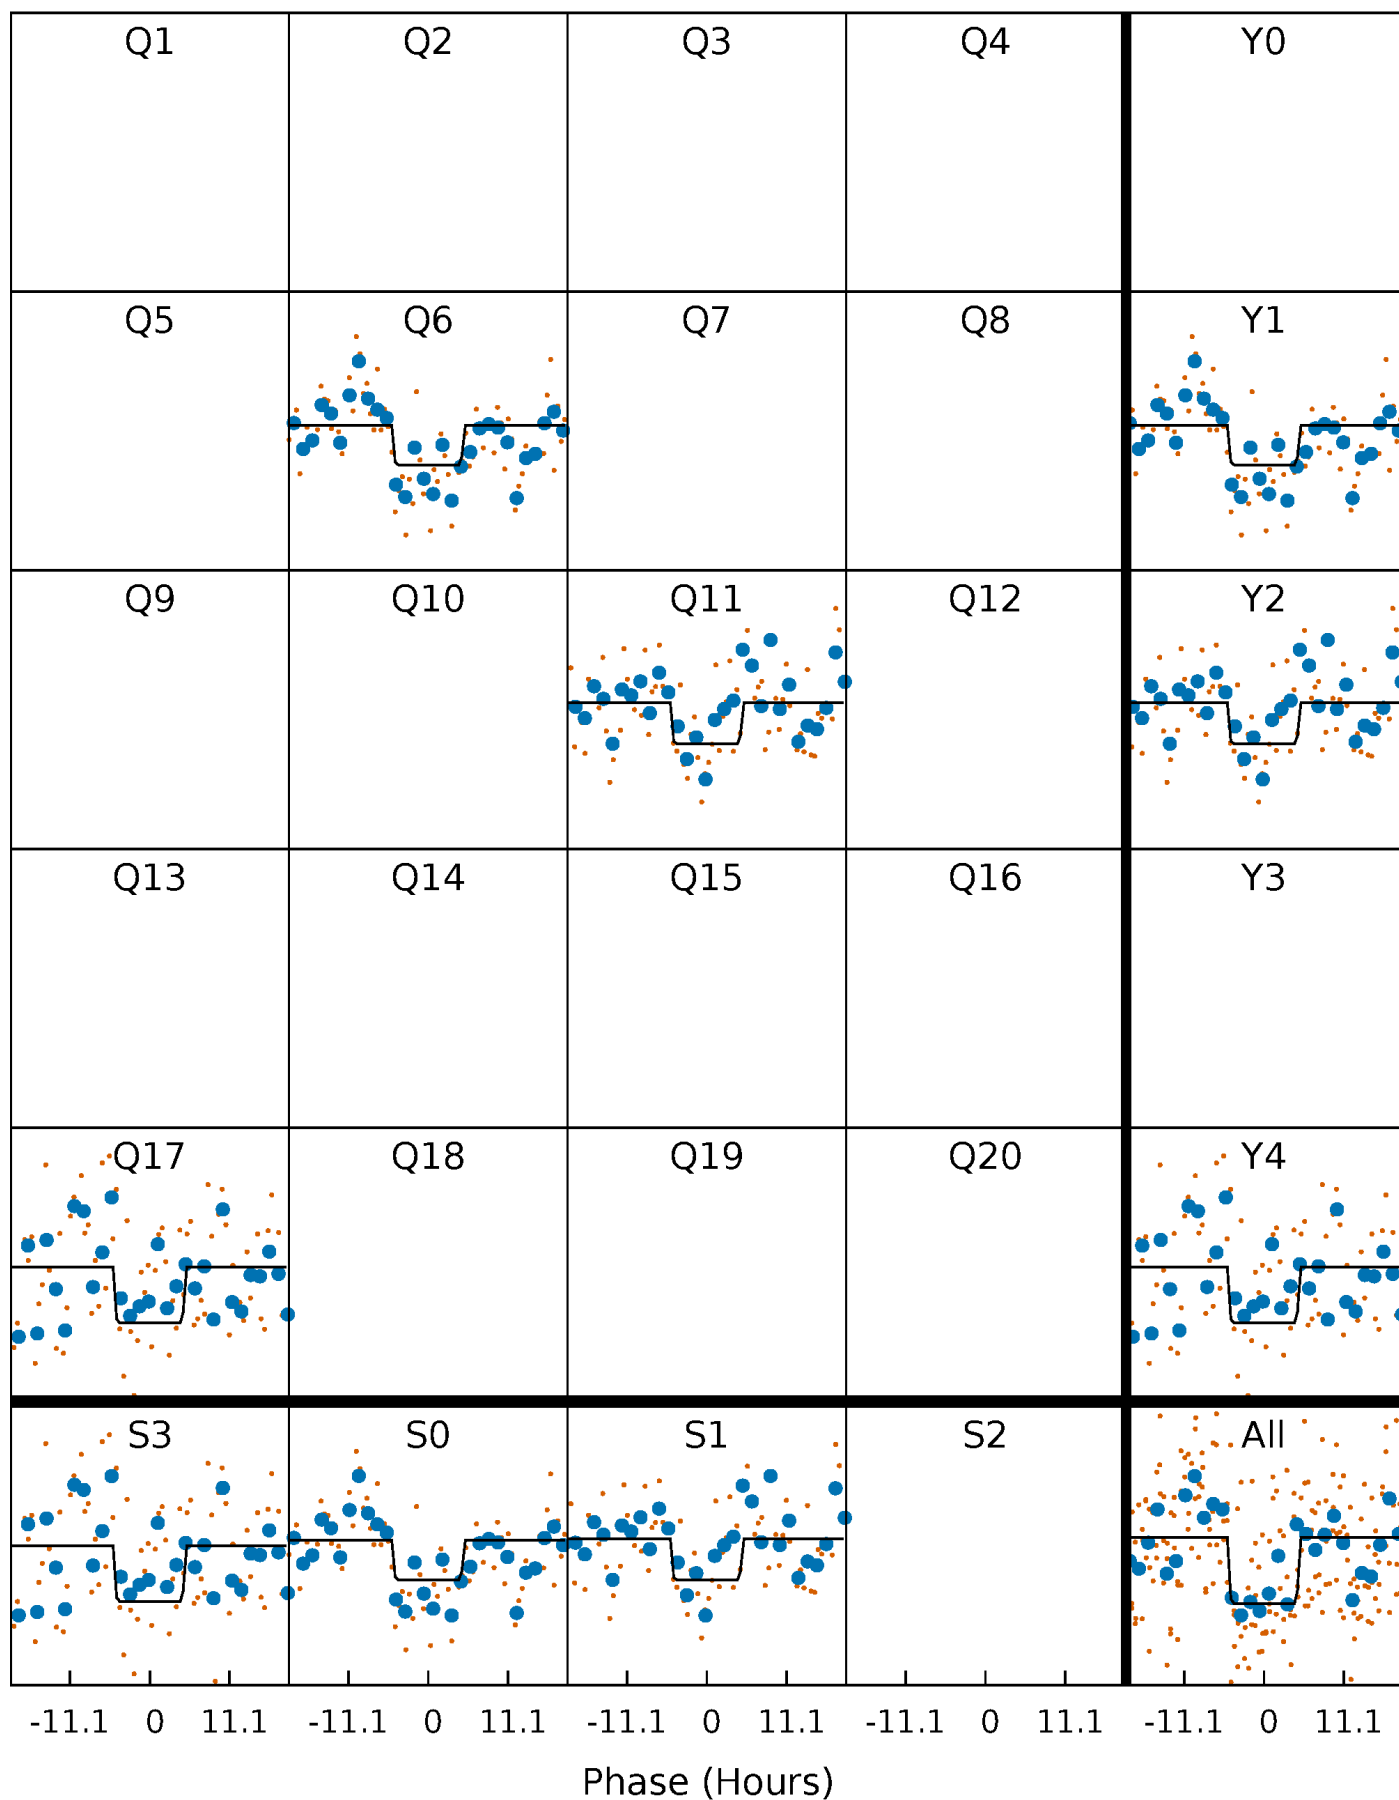 Q1 Q2 Q3 Q4 Y0
Q5 Q6 Q7 Q8 Y1
Q9 Q10 Q11 Q12 Y2
Q13 Q14 Q15 Q16 Y3
Q17 Q18 Q19 Q20 Y4
S3 S0 S1 S2 All
-11.1 0 11.1 -11.1 0 11.1 -11.1 0 11.1 -11.1 0 11.1 -11.1 0 11.1
Phase (Hours)